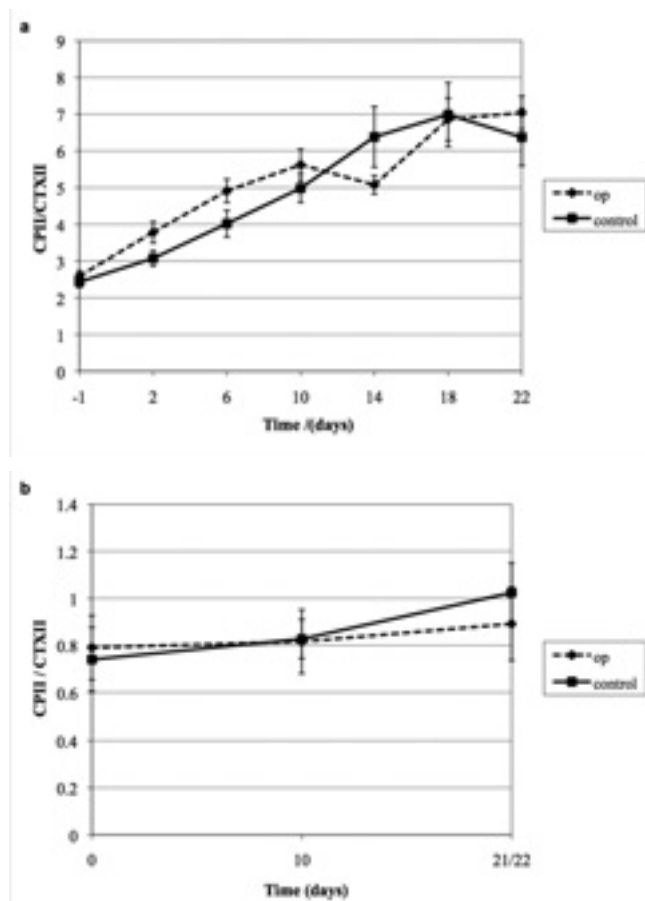 a
9
8
7
6
5
4
3
2
1
0
CPII/CTXII
-1 2 6 10 14 18 22
Time /(days)
op
control
b
1.4
1.2
1
0.8
0.6
0.4
0.2
0
CPII / CTXII
0 10 21/22
Time (days)
op
control